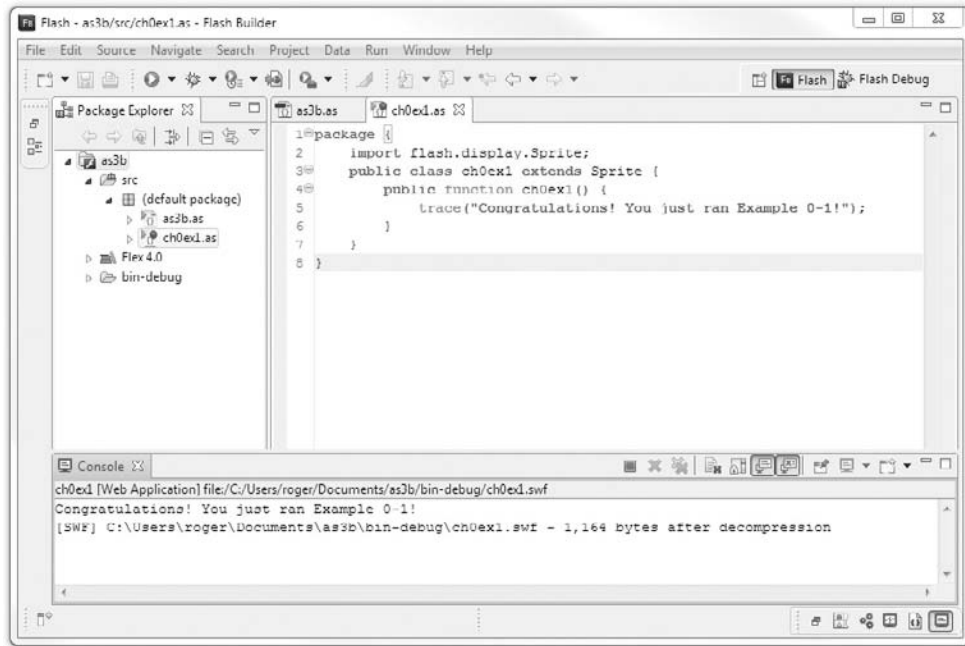 Fb Flash - as3b/src/ch0ex1.as - Flash Builder
File Edit Source Navigate Search Project Data Run Window Help
Fb Flash Flash Debug
Package Explorer
as3b.as ch0ex1.as
as3b
src
(default package)
as3b.as
ch0ex1.as
Flex 4.0
bin-debug
1 package {
2 import flash.display.Sprite;
3 public class ch0ex1 extends Sprite {
4 public function ch0ex1() {
5 trace("Congratulations! You just ran Example 0-1!");
6 }
7 }
8 }
Console
ch0ex1 [Web Application] file:/C:/Users/roger/Documents/as3b/bin-debug/ch0ex1.swf
Congratulations! You just ran Example 0-1!
[SWF] C:\Users\roger\Documents\as3b\bin-debug\ch0ex1.swf - 1,164 bytes after decompression